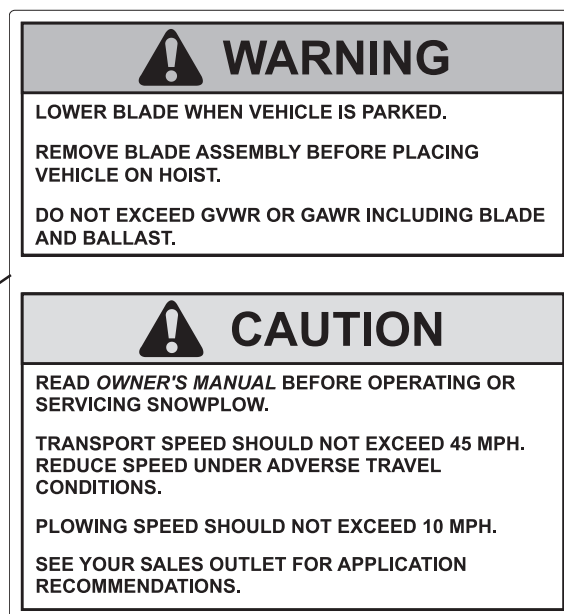 WARNING
LOWER BLADE WHEN VEHICLE IS PARKED.
REMOVE BLADE ASSEMBLY BEFORE PLACING
VEHICLE ON HOIST.
DO NOT EXCEED GVWR OR GAWR INCLUDING BLADE
AND BALLAST.
CAUTION
READ OWNER'S MANUAL BEFORE OPERATING OR
SERVICING SNOWPLOW.
TRANSPORT SPEED SHOULD NOT EXCEED 45 MPH.
REDUCE SPEED UNDER ADVERSE TRAVEL
CONDITIONS.
PLOWING SPEED SHOULD NOT EXCEED 10 MPH.
SEE YOUR SALES OUTLET FOR APPLICATION
RECOMMENDATIONS.